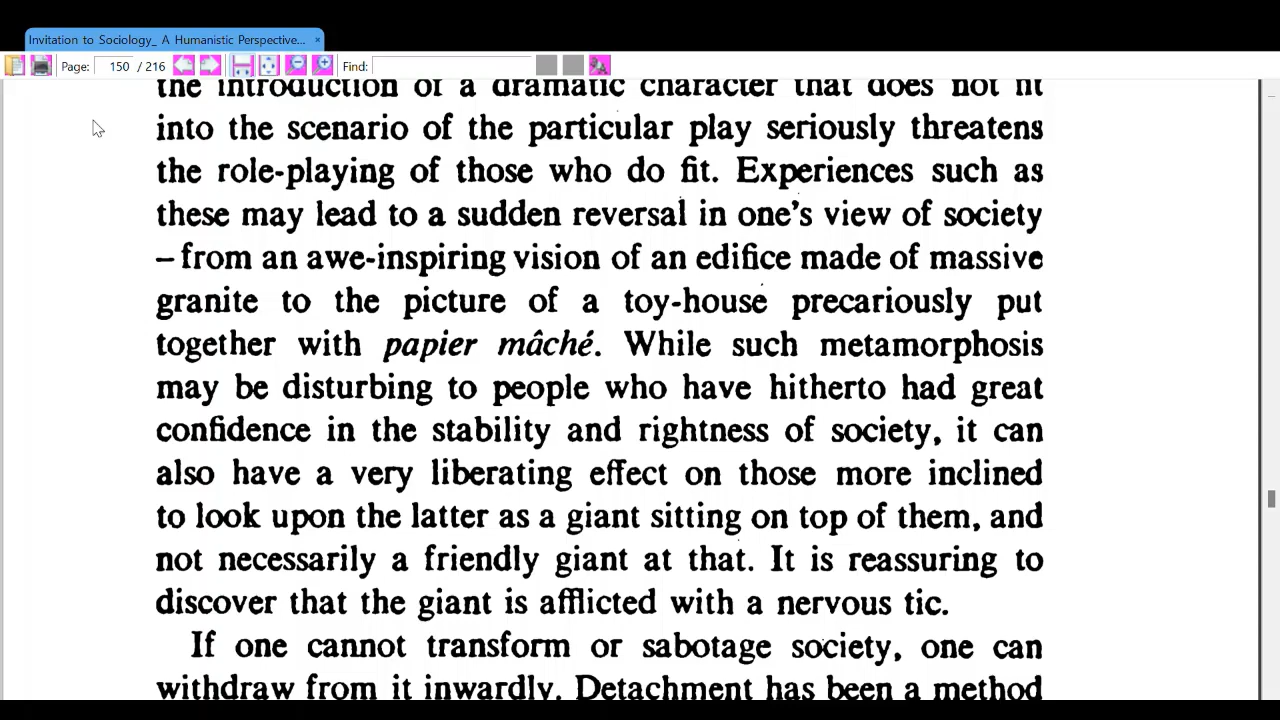 Invitation to Sociology_ A Humanistic Perspective... ×
Page: 150 / 216 Find:
the introduction of a dramatic character that does not fit
into the scenario of the particular play seriously threatens
the role-playing of those who do fit. Experiences such as
these may lead to a sudden reversal in one's view of society
– from an awe-inspiring vision of an edifice made of massive
granite to the picture of a toy-house precariously put
together with papier mâché. While such metamorphosis
may be disturbing to people who have hitherto had great
confidence in the stability and rightness of society, it can
also have a very liberating effect on those more inclined
to look upon the latter as a giant sitting on top of them, and
not necessarily a friendly giant at that. It is reassuring to
discover that the giant is afflicted with a nervous tic.
If one cannot transform or sabotage society, one can
withdraw from it inwardly. Detachment has been a method